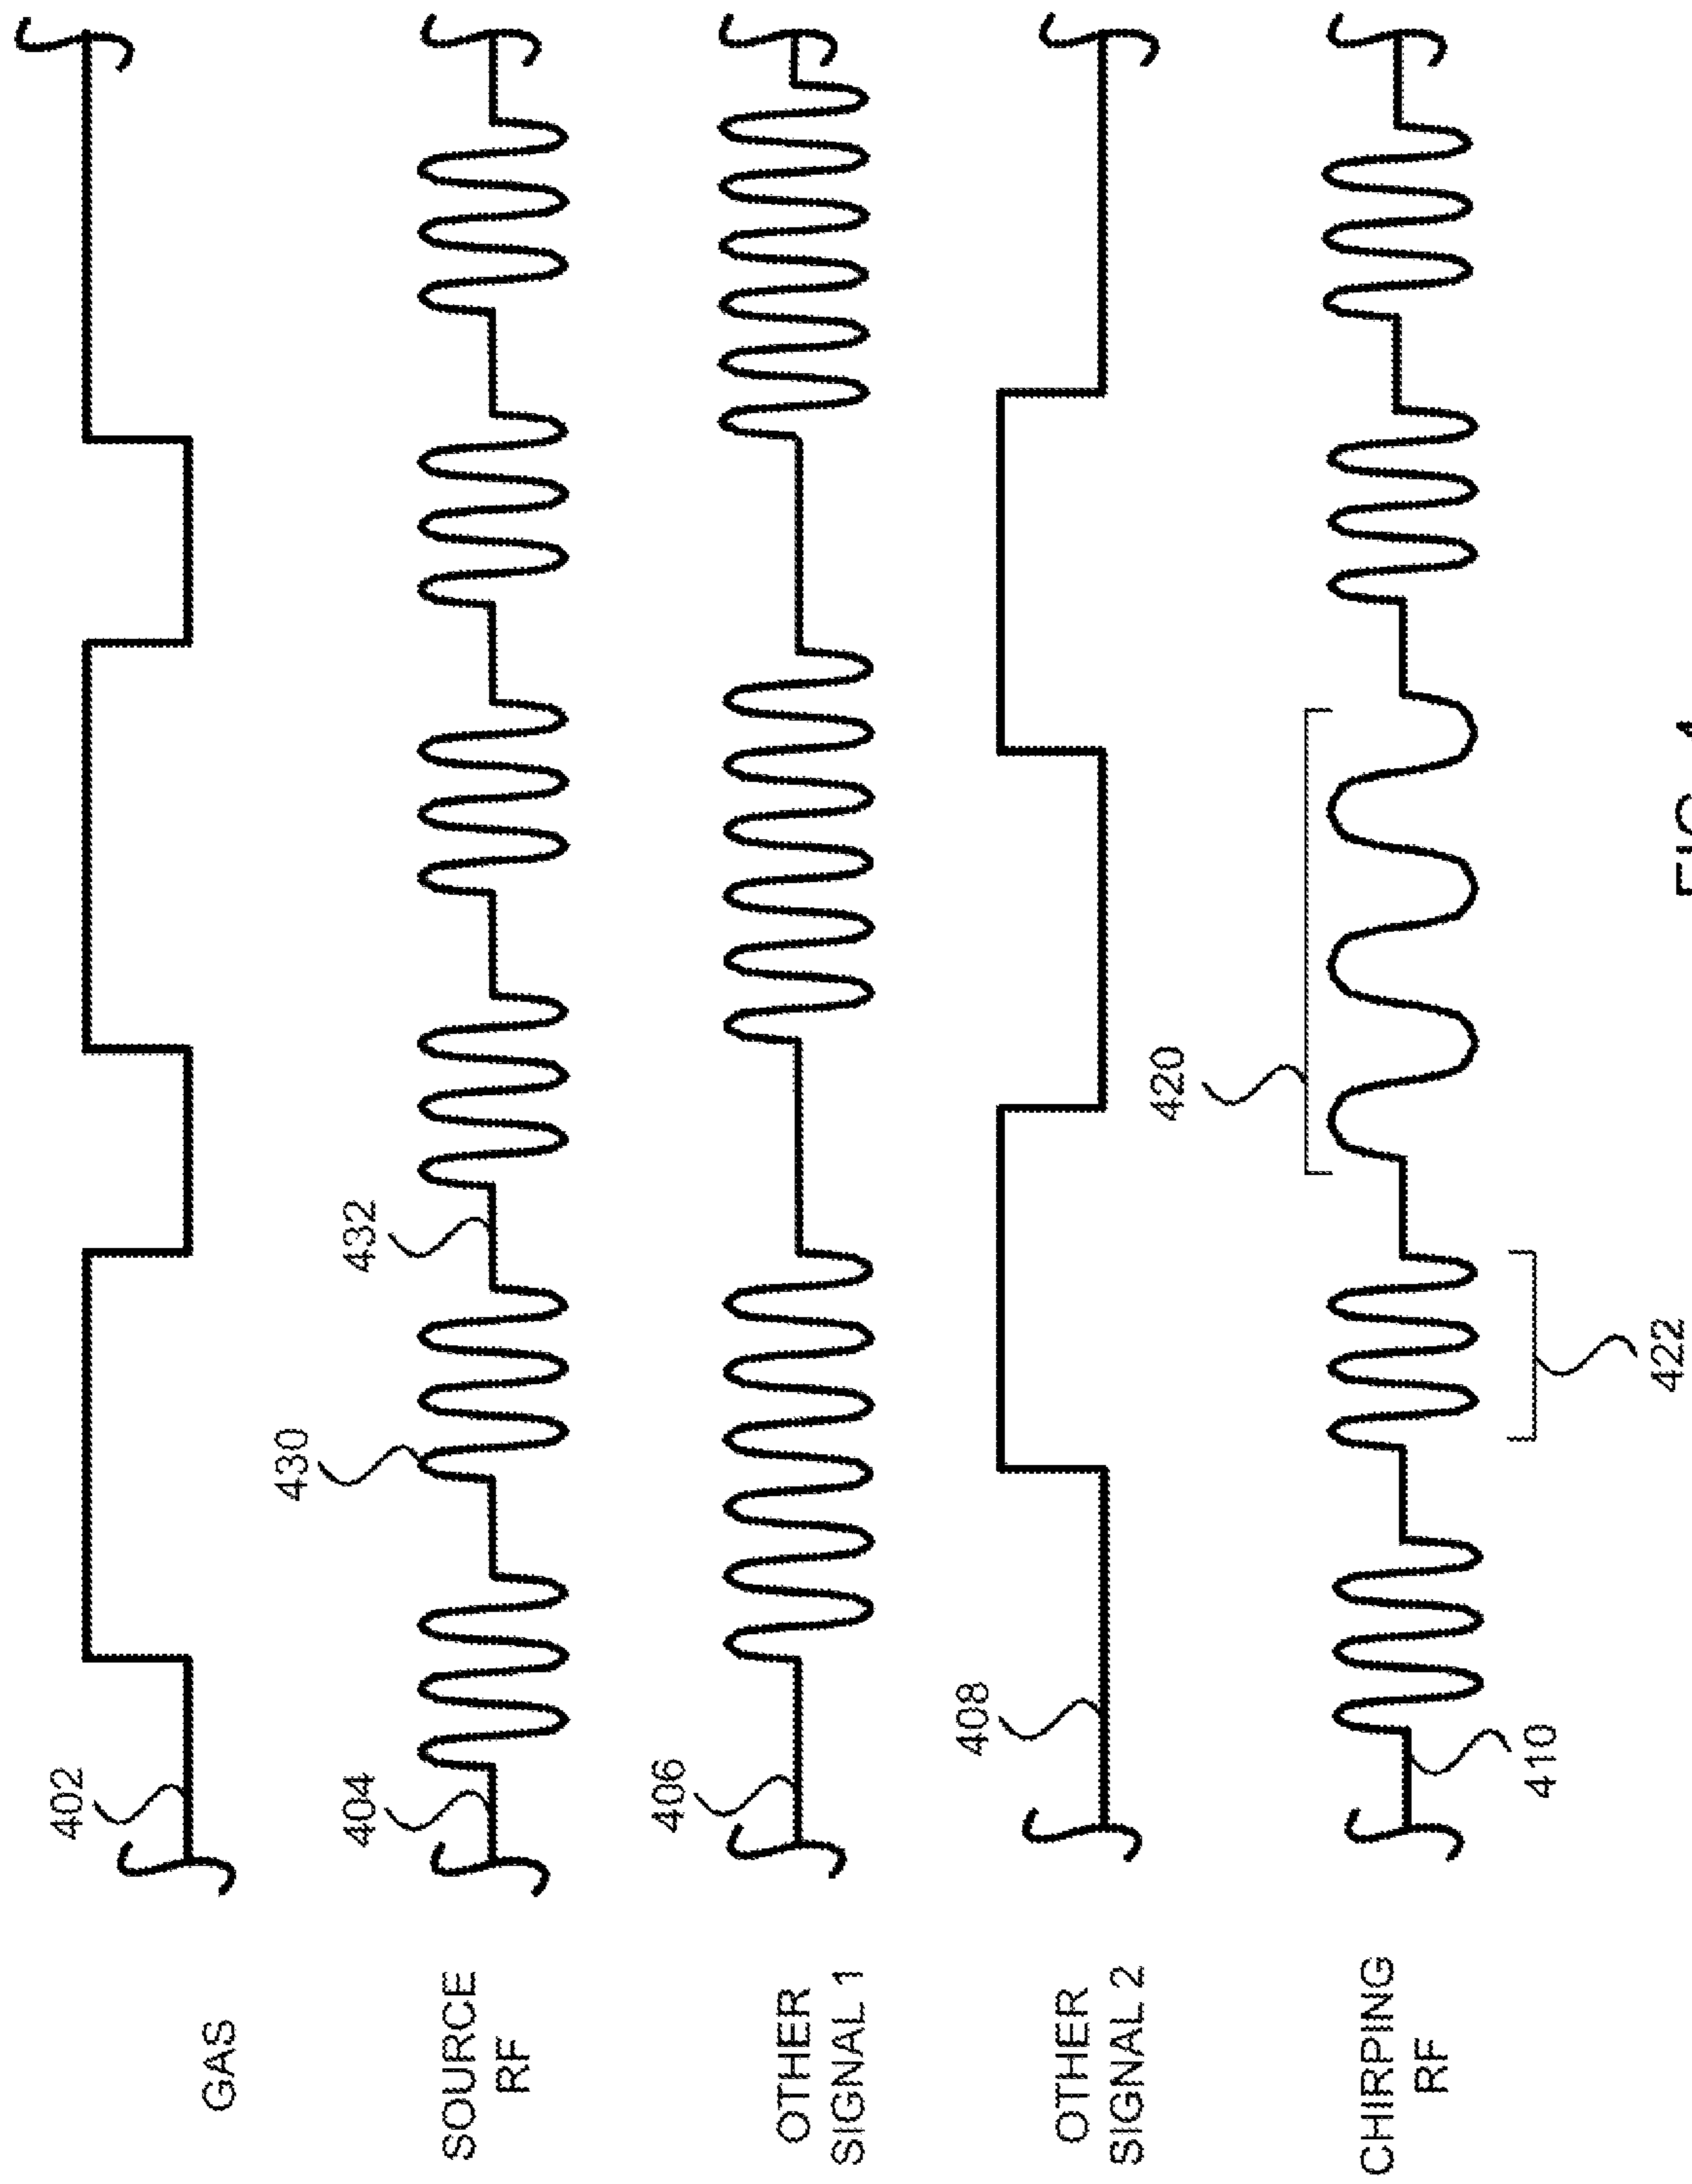 GAS
402
SOURCE
RF
404
430
432
OTHER
SIGNAL 1
406
OTHER
SIGNAL 2
408
CHIRPING
RF
410
420
422